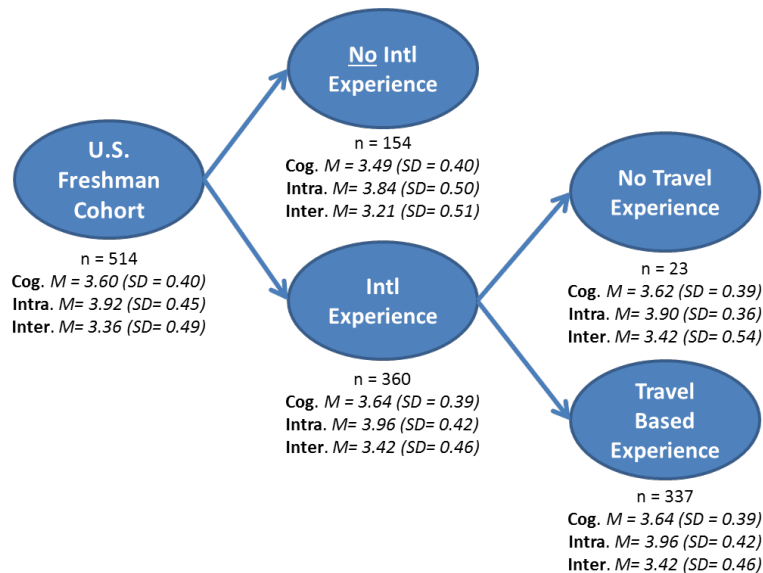 U.S.
Freshman
Cohort
n = 514
Cog. M = 3.60 (SD = 0.40)
Intra. M= 3.92 (SD= 0.45)
Inter. M= 3.36 (SD= 0.49)
No Intl
Experience
n = 154
Cog. M = 3.49 (SD = 0.40)
Intra. M= 3.84 (SD= 0.50)
Inter. M= 3.21 (SD= 0.51)
Intl
Experience
n = 360
Cog. M = 3.64 (SD = 0.39)
Intra. M= 3.96 (SD= 0.42)
Inter. M= 3.42 (SD= 0.46)
No Travel
Experience
n = 23
Cog. M = 3.62 (SD = 0.39)
Intra. M= 3.90 (SD= 0.36)
Inter. M= 3.42 (SD= 0.54)
Travel
Based
Experience
n = 337
Cog. M = 3.64 (SD = 0.39)
Intra. M= 3.96 (SD= 0.42)
Inter. M= 3.42 (SD= 0.46)